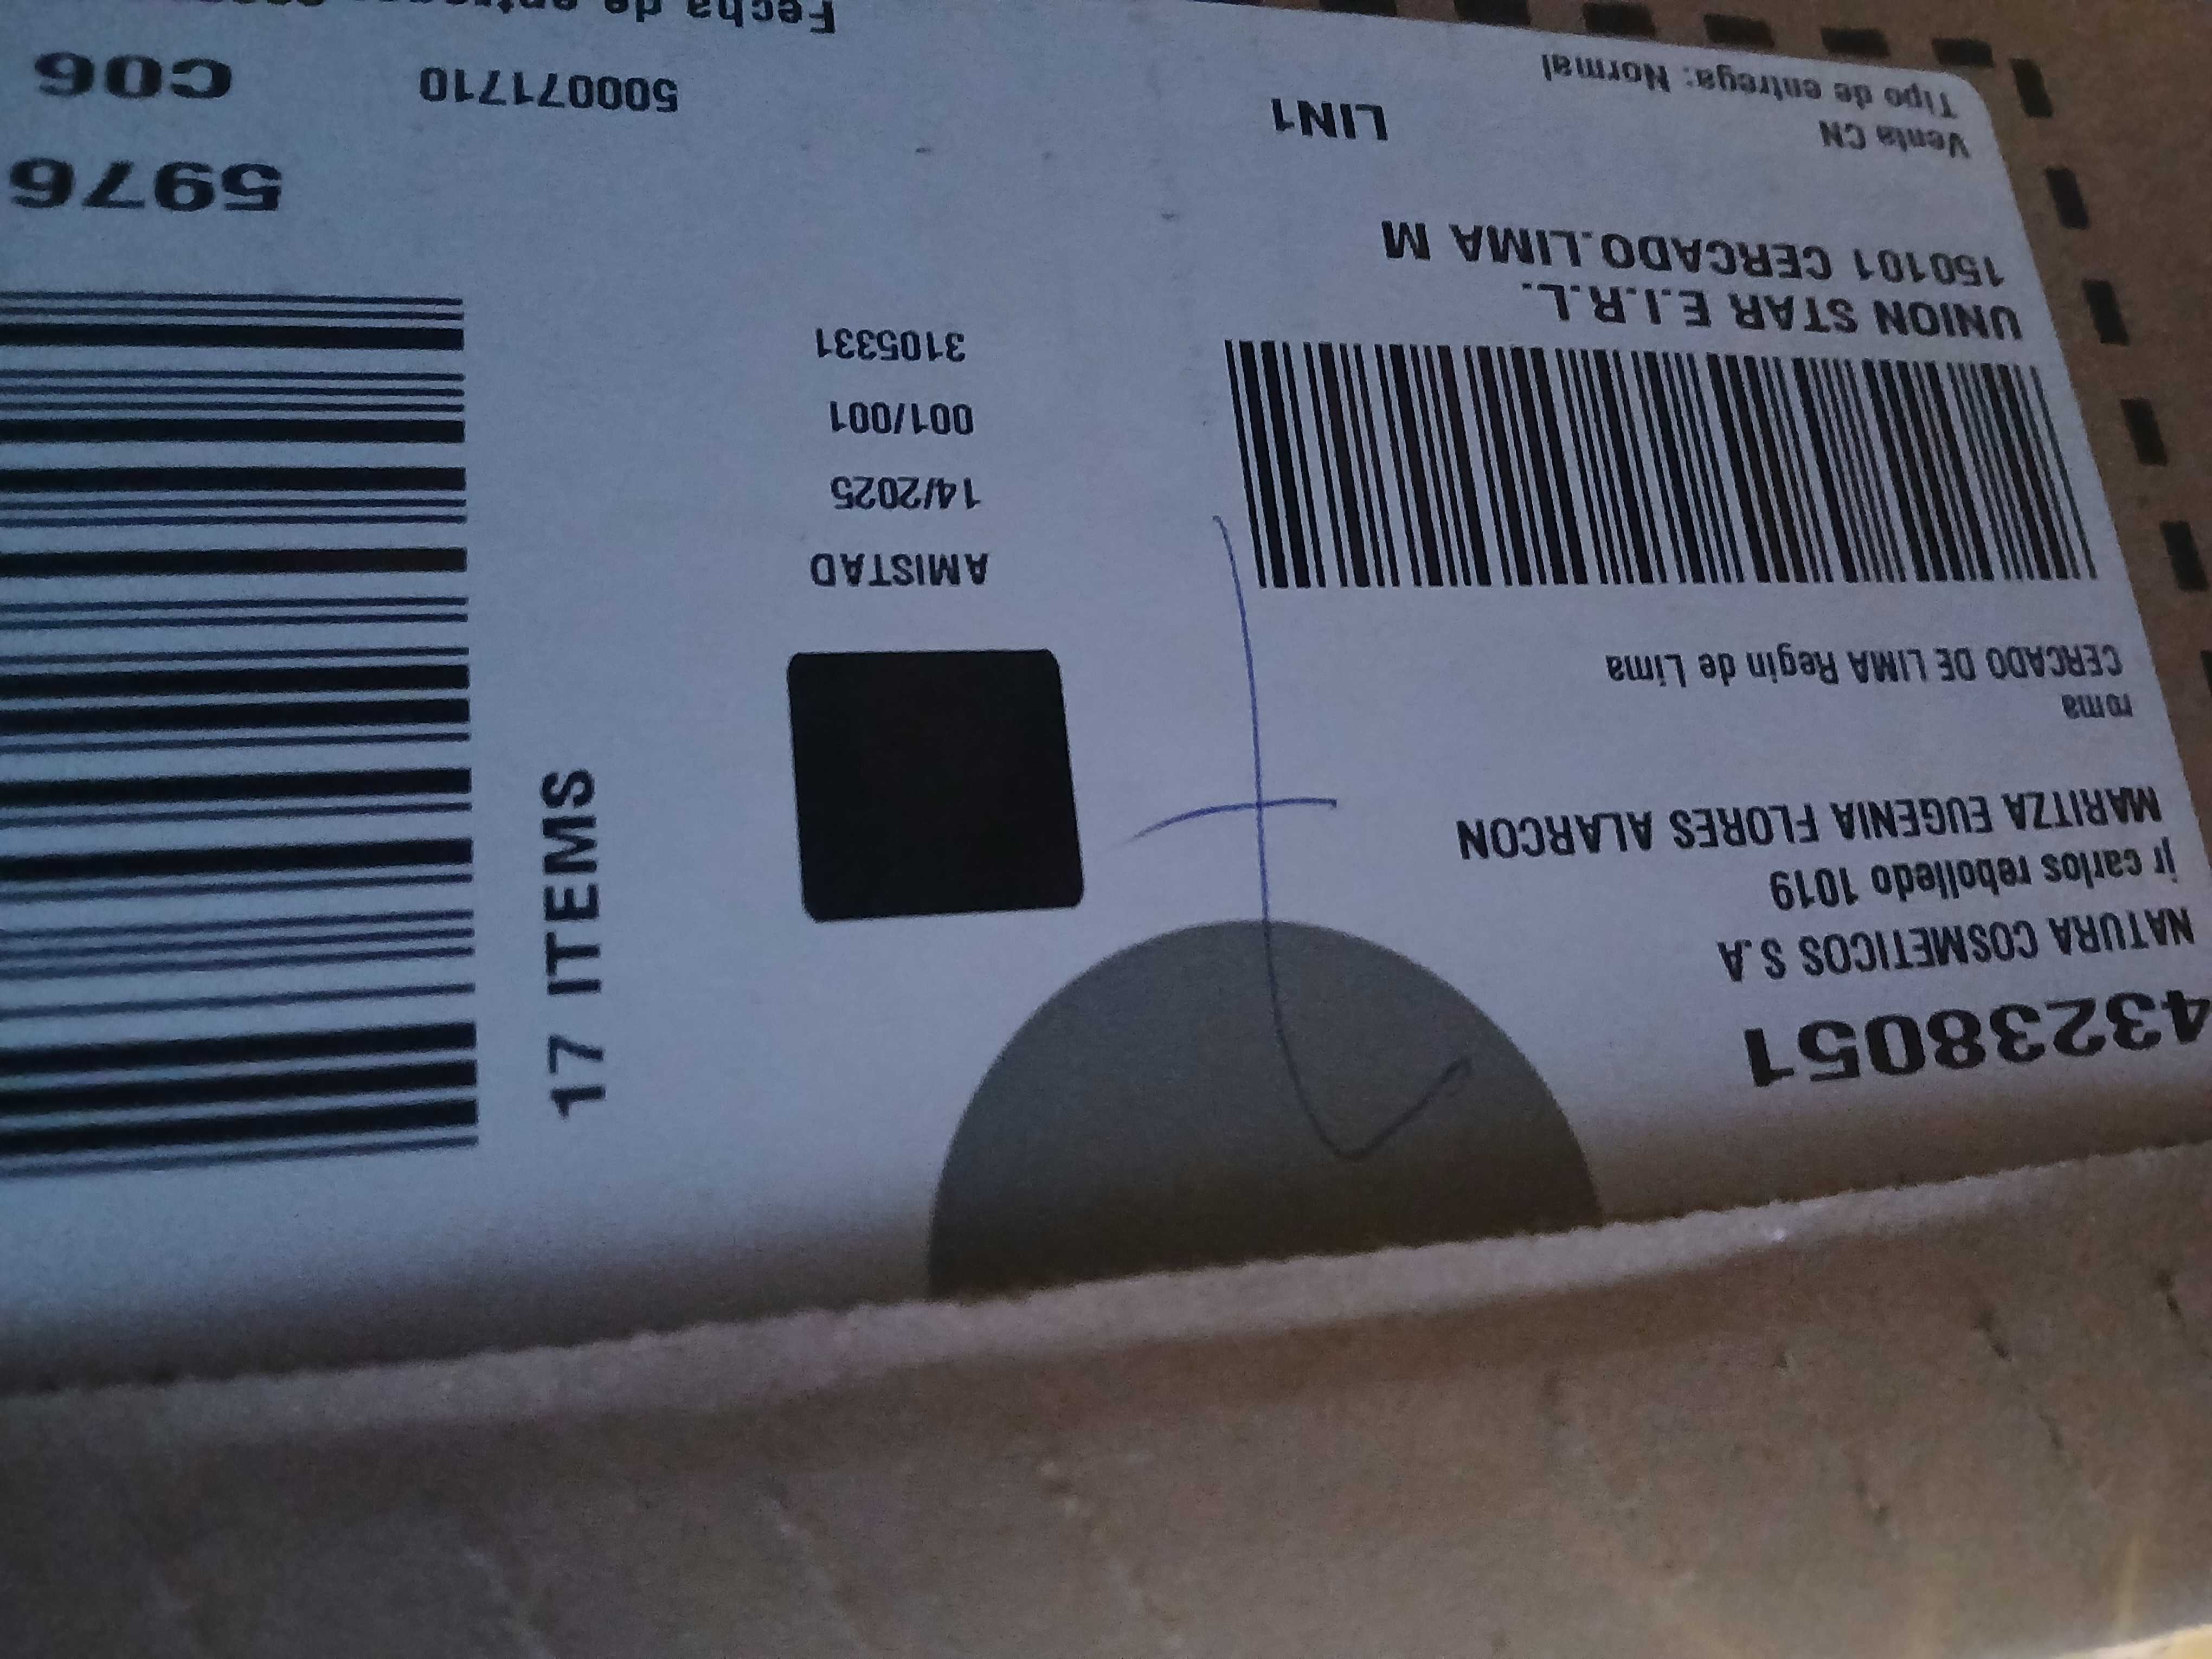 43238051
NATURA COSMETICOS S.A
jr carlos rebolledo 1019
MARITZA EUGENIA FLORES ALARCON
roma
CERCADO DE LIMA Regin de Lima
UNION STAR E.I.R.L.
150101 CERCADO.LIMA M
Venta CN
Tipo de entrega: Normal
LIN1
AMISTAD
14/2025
001/001
3105331
17 ITEMS
5976
500071710
C06
Fecha de